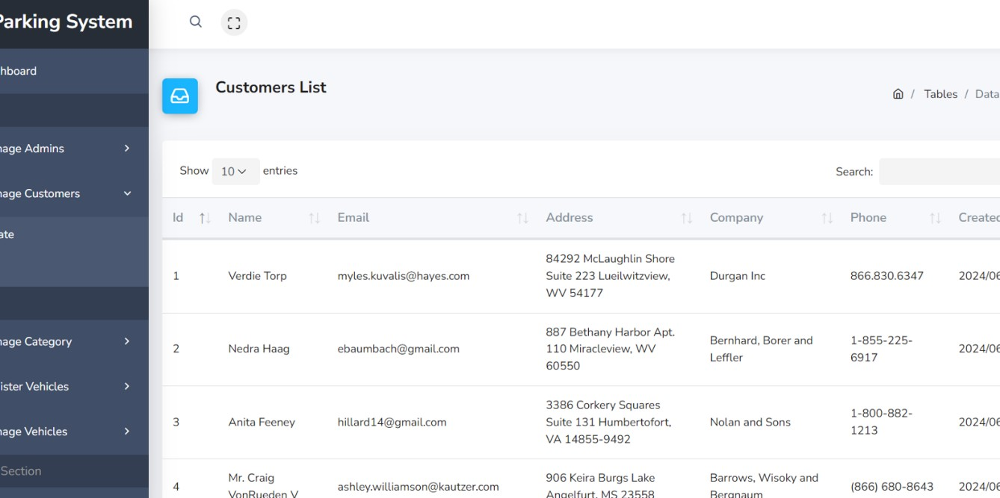 Parking System
hboard
nage Admins
nage Customers
ate
nage Category
ister Vehicles
nage Vehicles
Section
Customers List
/ Tables / Data
Show 10 entries
Search:
Id Name Email Address Company Phone Created
1 Verdie Torp myles.kuvalis@hayes.com 84292 McLaughlin Shore Durgan Inc 866.830.6347 2024/06
Suite 223 Lueilwitzview,
WV 54177
2 Nedra Haag ebaumbach@gmail.com 887 Bethany Harbor Apt. Bernhard, Borer and 1-855-225- 2024/06
110 Miracleview, WV Leffler 6917
60550
3 Anita Feeney hillard14@gmail.com 3386 Corkery Squares Nolan and Sons 1-800-882- 2024/06
Suite 131 Humbertofort, 1213
VA 14855-9492
4 Mr. Craig ashley.williamson@kautzer.com 906 Keira Burgs Lake Barrows, Wisoky and (866) 680-8643 2024/06
VonRueden V Angelfurt, MS 23558 Bergnaum